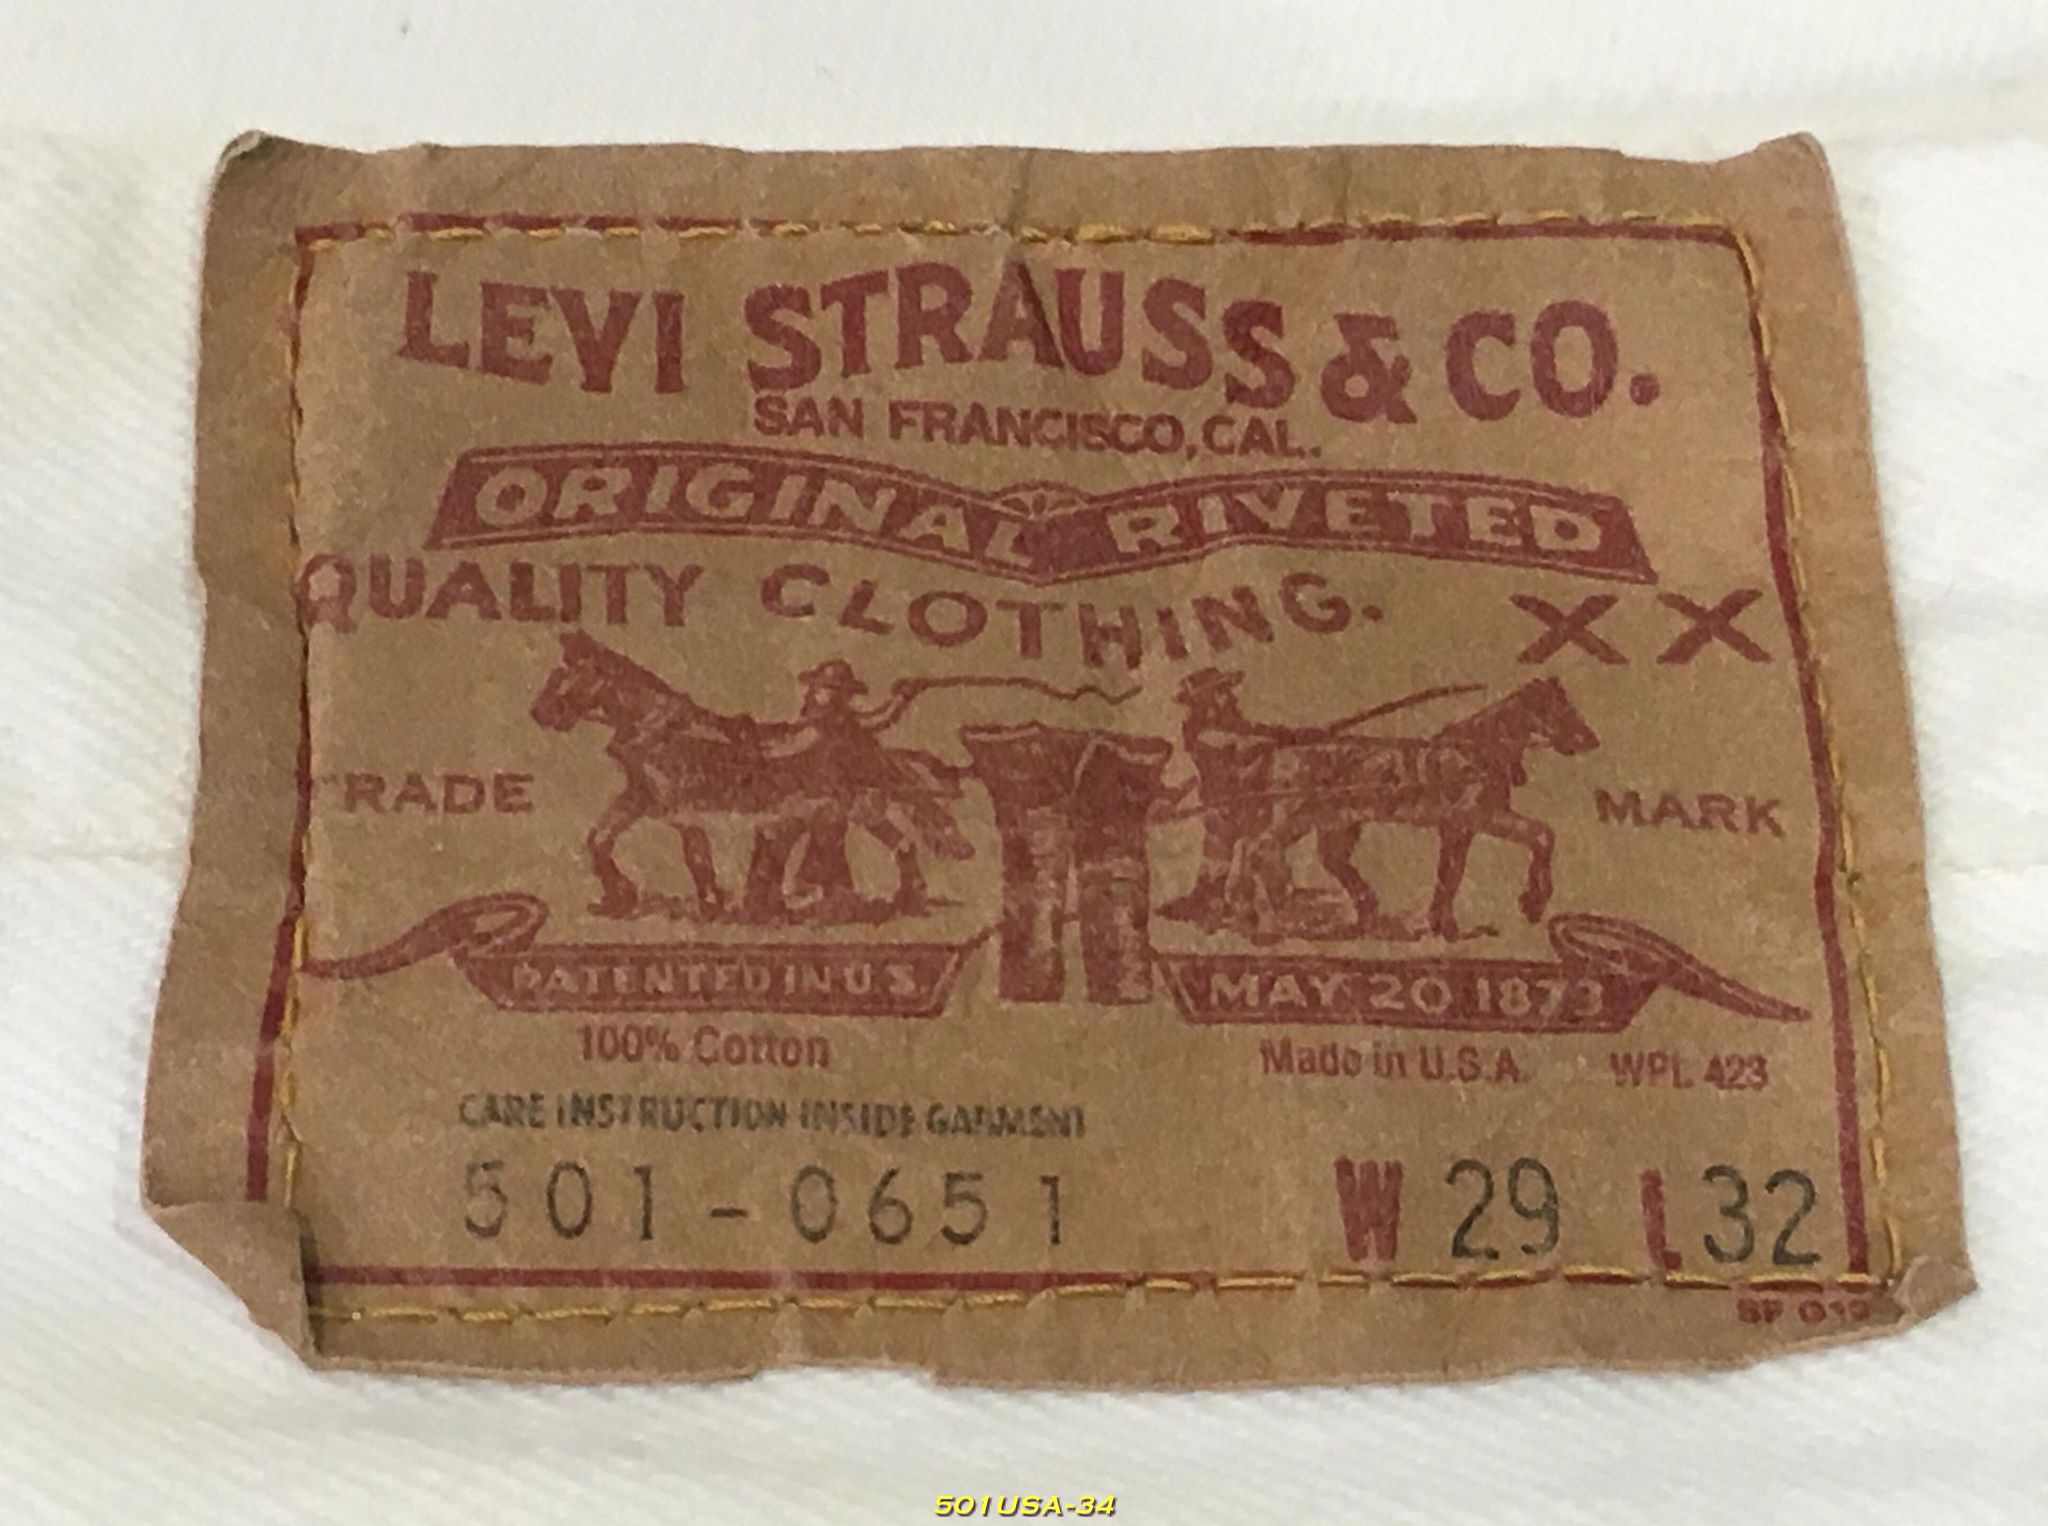 LEVI STRAUSS & CO.
SAN FRANCISCO, CAL.
ORIGINAL RIVETED
QUALITY CLOTHING. XX
TRADE MARK
PATENTED IN U.S. MAY 20 1873
100% Cotton Made in U.S.A. WPL 423
CARE INSTRUCTION INSIDE GARMENT
501-0651 W 29 L 32
501USA-34